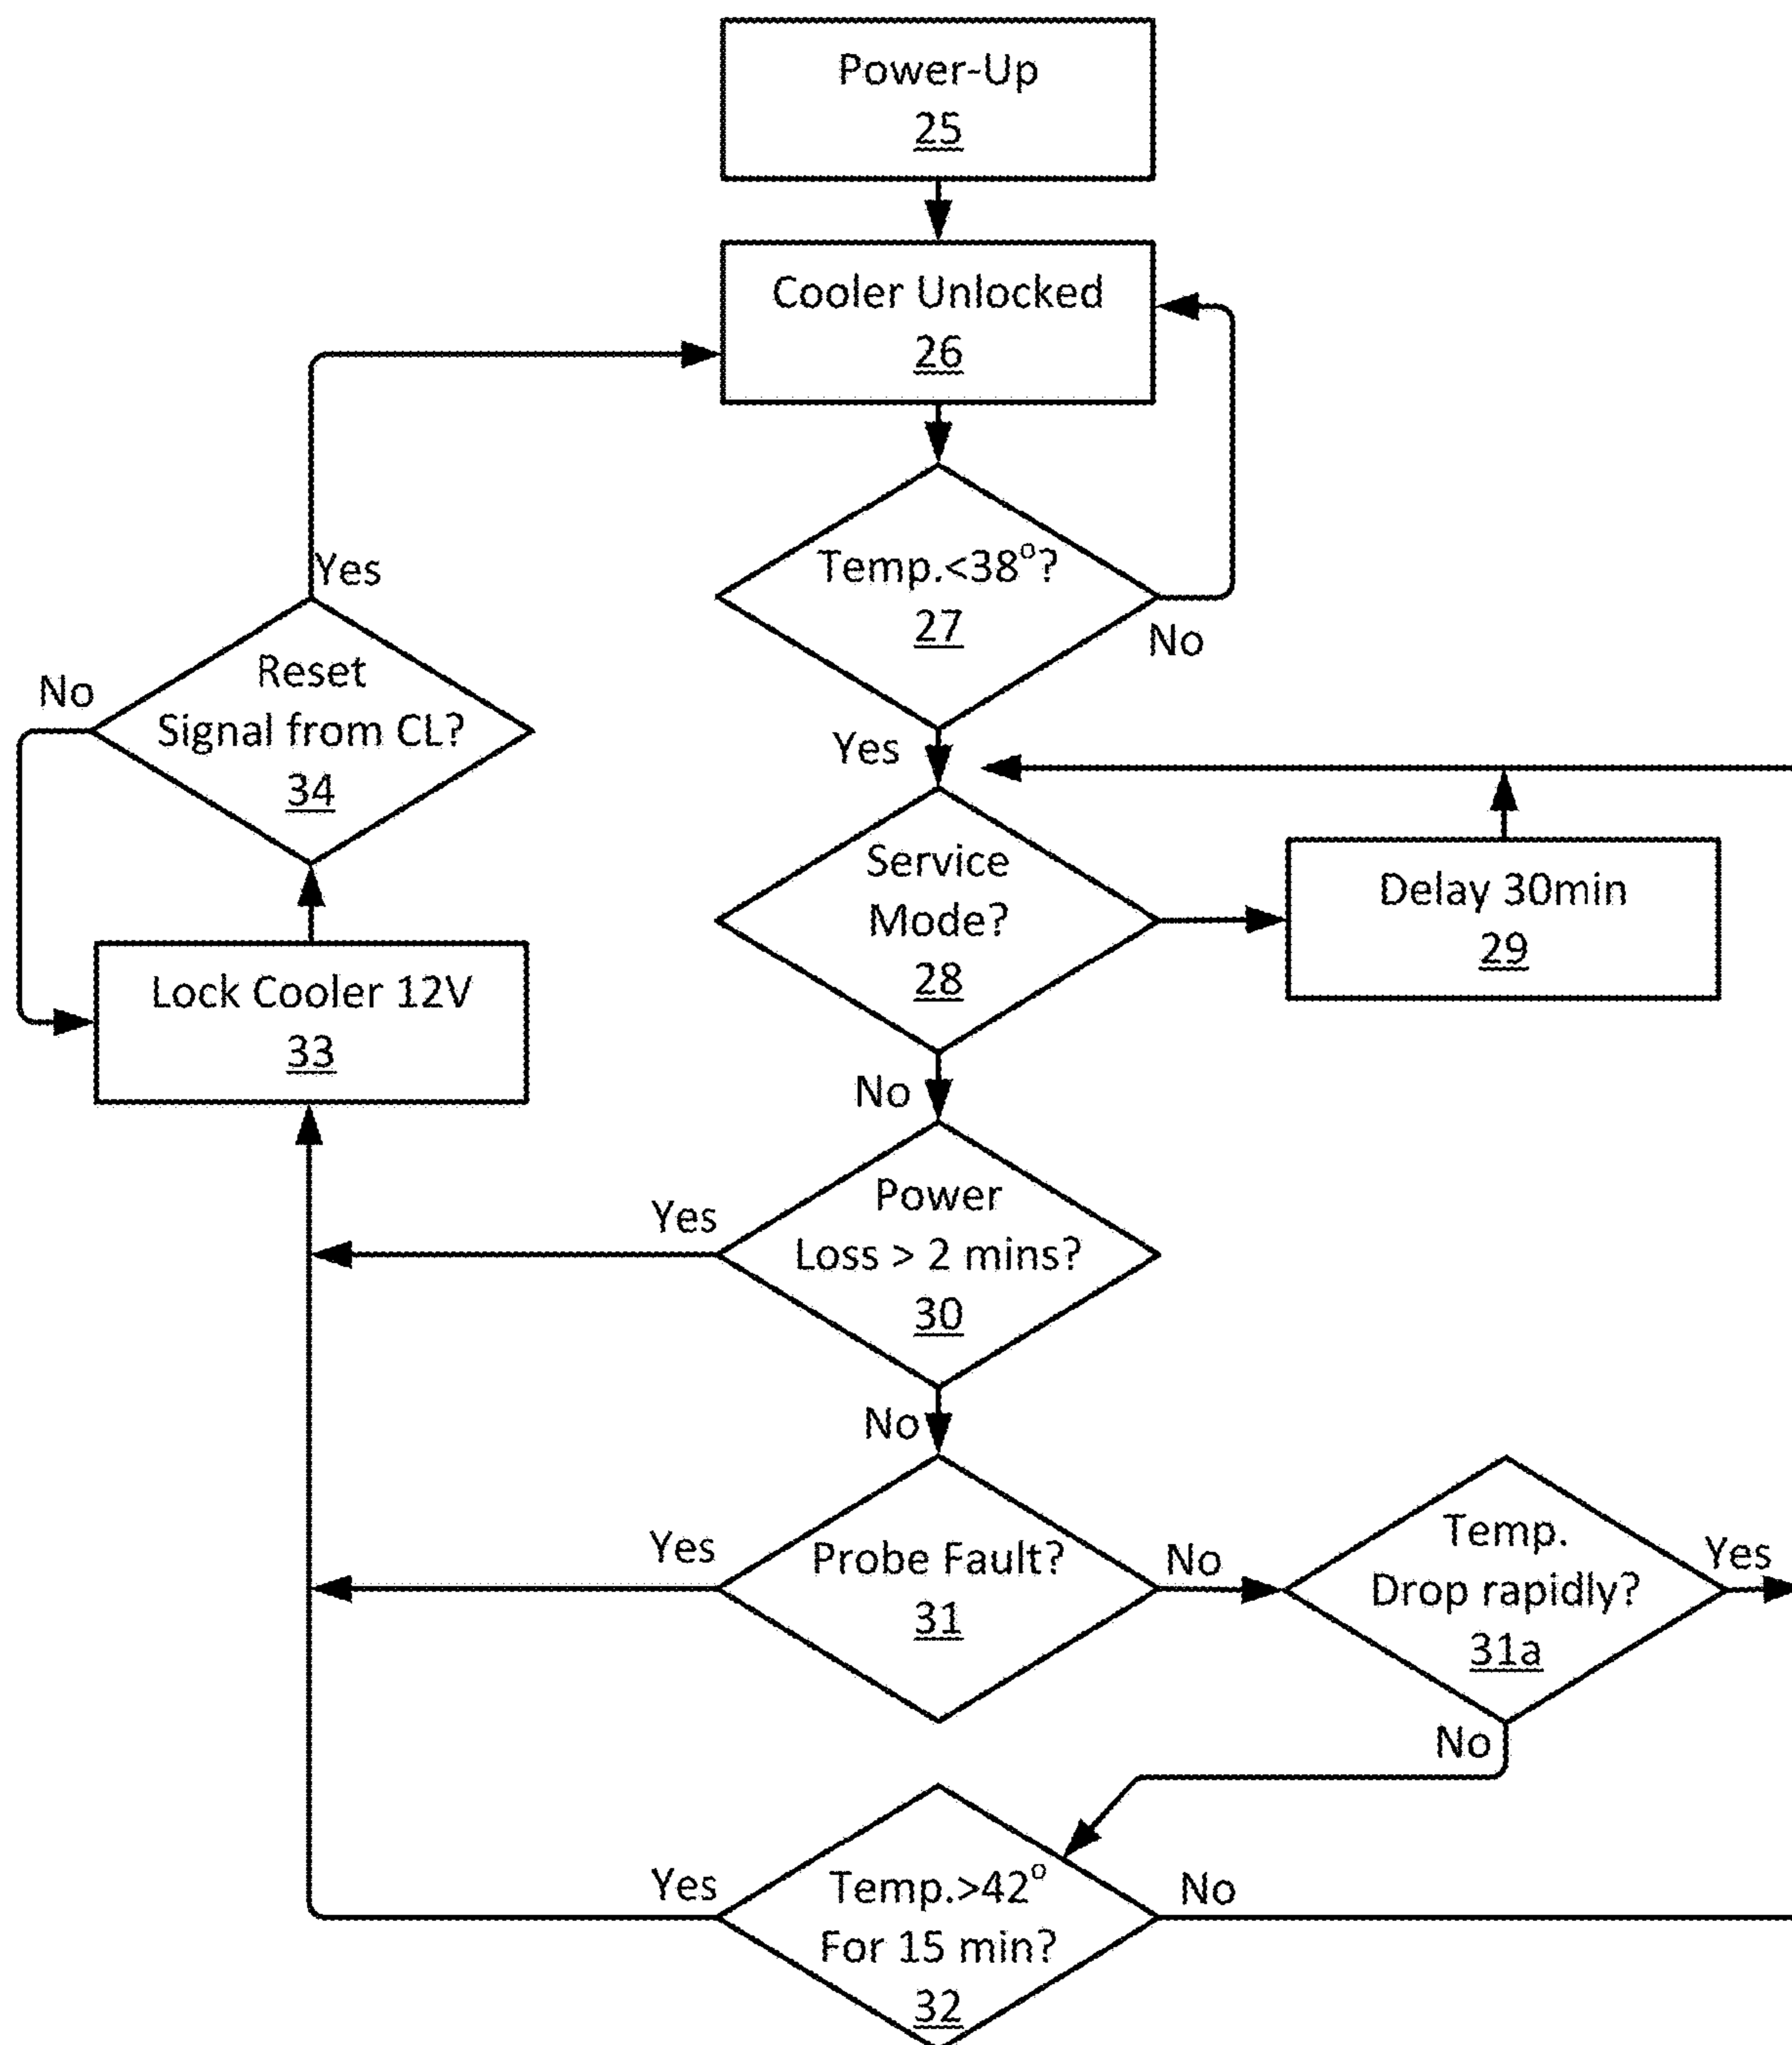 Power-Up
25
Cooler Unlocked
26
Temp.<38°?
27
No
Yes
Yes
Reset
Signal from CL?
34
No
Service
Mode?
28
Delay 30min
29
Lock Cooler 12V
33
No
Power
Loss > 2 mins?
30
Yes
No
Probe Fault?
31
Yes
No
Temp.
Drop rapidly?
31a
Yes
No
Temp.>42°
For 15 min?
32
Yes
No